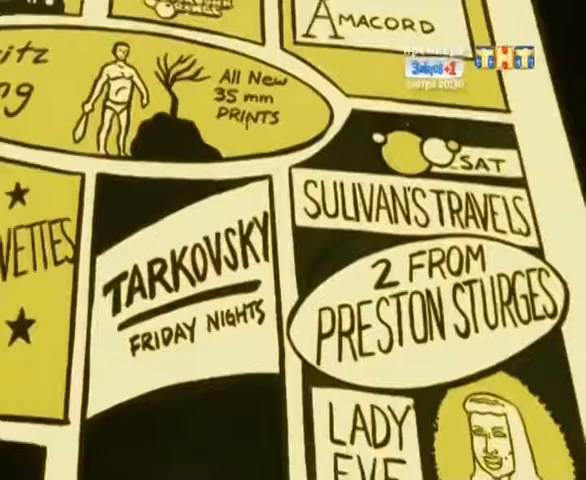 AMACORD
ТНТ
itz
ng
All New
35 mm
PRINTS
SAT
SULIVAN'S TRAVELS
VETTES
TARKOVSKY
FRIDAY NIGHTS
2 FROM
PRESTON STURGES
LADY
EVE